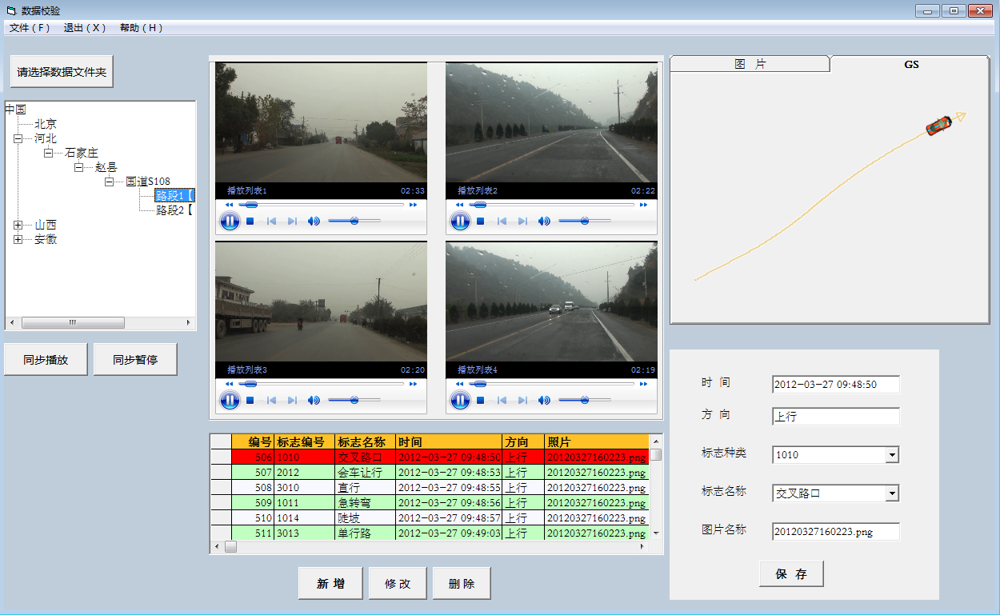 数据校验
文件(F) 退出(X) 帮助(H)
请选择数据文件夹
中国
北京
河北
石家庄
赵县
国道S108
路段1【
路段2【
山西
安徽
同步播放 同步暂停
播放列表1 02:33
播放列表2 02:22
播放列表3 02:20
播放列表4 02:19
编号 标志编号 标志名称 时间 方向 照片
506 1010 交叉路口 2012-03-27 09:48:50 上行 20120327160223.png
507 2012 会车让行 2012-03-27 09:48:53 上行 20120327160223.png
508 3010 直行 2012-03-27 09:48:55 上行 20120327160223.png
509 1011 急转弯 2012-03-27 09:48:56 上行 20120327160223.png
510 1014 陡坡 2012-03-27 09:48:57 上行 20120327160223.png
511 3013 单行路 2012-03-27 09:49:03 上行 20120327160223.png
新 增 修 改 删 除
图 片 GS
时 间 2012-03-27 09:48:50
方 向 上行
标志种类 1010
标志名称 交叉路口
图片名称 20120327160223.png
保 存